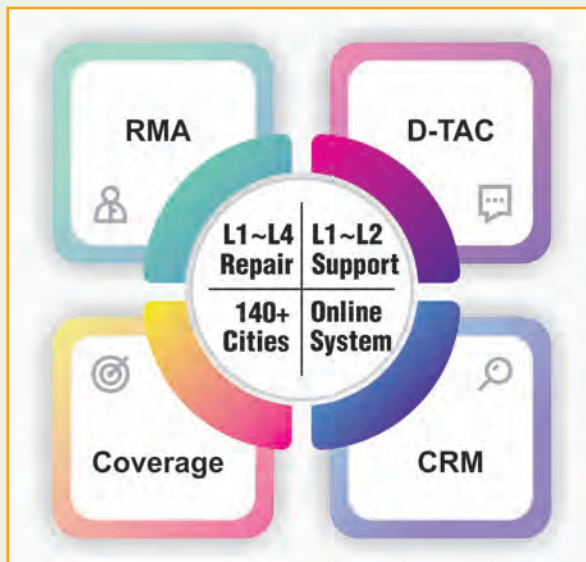 RMA
D-TAC
L1~L4
Repair
L1~L2
Support
140+
Cities
Online
System
Coverage
CRM